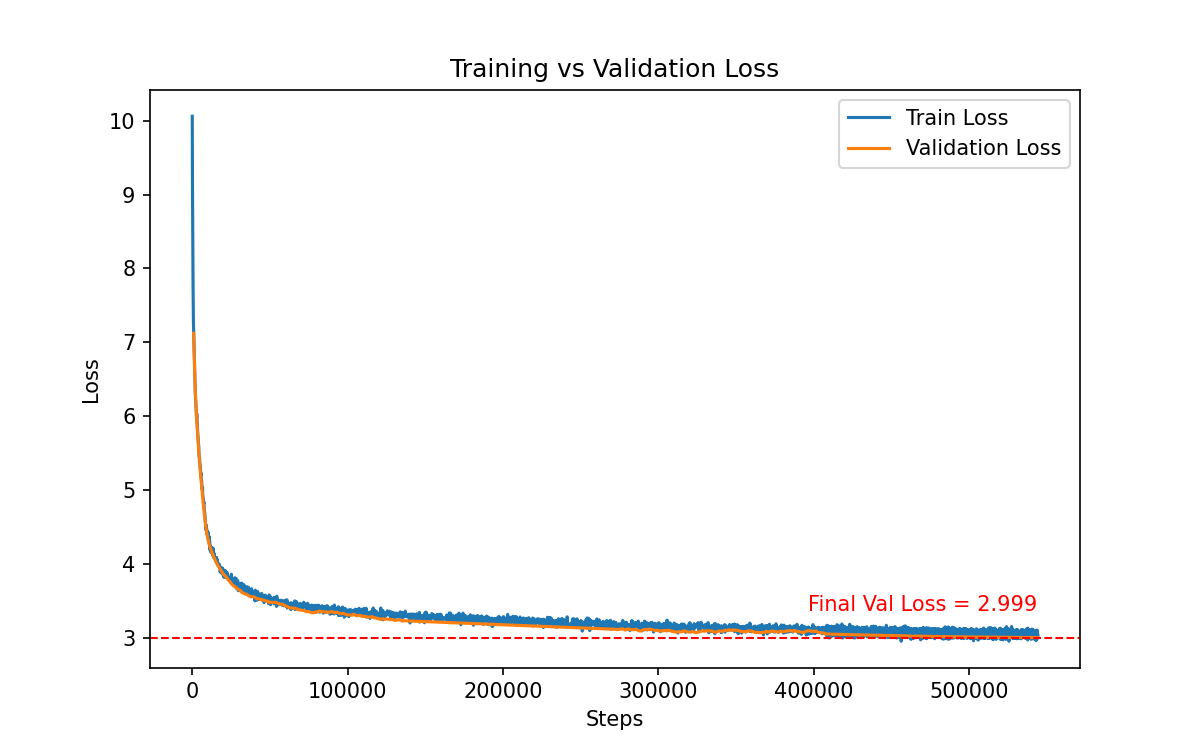 Training vs Validation Loss
Train Loss
Validation Loss
10
9
8
7
6
5
4
3
Loss
Final Val Loss = 2.999
0
100000
200000
300000
400000
500000
Steps